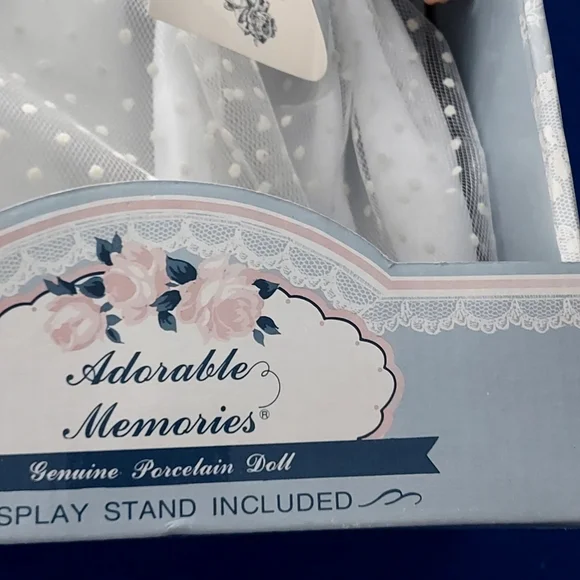 Adorable
Memories®
Genuine Porcelain Doll
SPLAY STAND INCLUDED